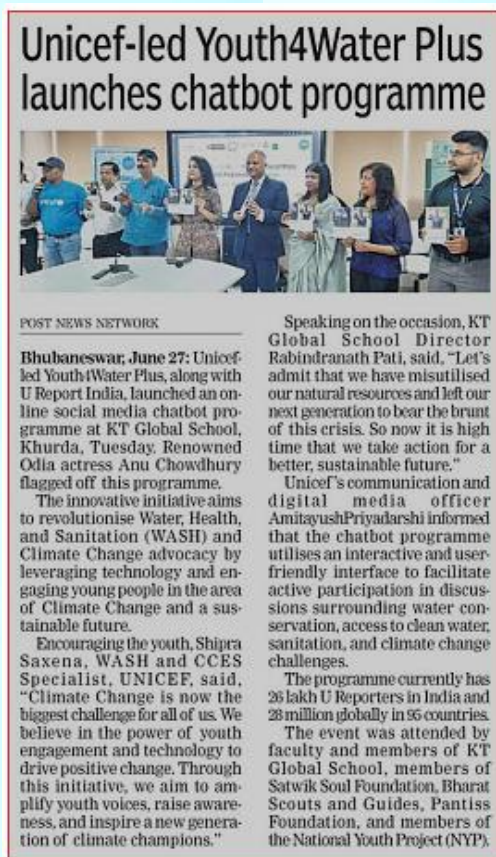 Unicef-led Youth4Water Plus
launches chatbot programme
POST NEWS NETWORK
Bhubaneswar, June 27: Unicef-
led Youth4Water Plus, along with
U Report India, launched an on-
line social media chatbot pro-
gramme at KT Global School,
Khurda, Tuesday. Renowned
Odia actress Anu Chowdhury
flagged off this programme.
The innovative initiative aims
to revolutionise Water, Health,
and Sanitation (WASH) and
Climate Change advocacy by
leveraging technology and en-
gaging young people in the area
of Climate Change and a sus-
tainable future.
Encouraging the youth, Shipra
Saxena, WASH and CCES
Specialist, UNICEF, said,
“Climate Change is now the
biggest challenge for all of us. We
believe in the power of youth
engagement and technology to
drive positive change. Through
this initiative, we aim to am-
plify youth voices, raise aware-
ness, and inspire a new genera-
tion of climate champions.”
Speaking on the occasion, KT
Global School Director
Rabindranath Pati, said, “Let’s
admit that we have misutilised
our natural resources and left our
next generation to bear the brunt
of this crisis. So now it is high
time that we take action for a
better, sustainable future.”
Unicef’s communication and
digital media officer
AmitayushPriyadarshi informed
that the chatbot programme
utilises an interactive and user-
friendly interface to facilitate
active participation in discus-
sions surrounding water con-
servation, access to clean water,
sanitation, and climate change
challenges.
The programme currently has
26 lakh U Reporters in India and
28 million globally in 95 countries.
The event was attended by
faculty and members of KT
Global School, members of
Satwik Soul Foundation, Bharat
Scouts and Guides, Pantiss
Foundation, and members of
the National Youth Project (NYP).